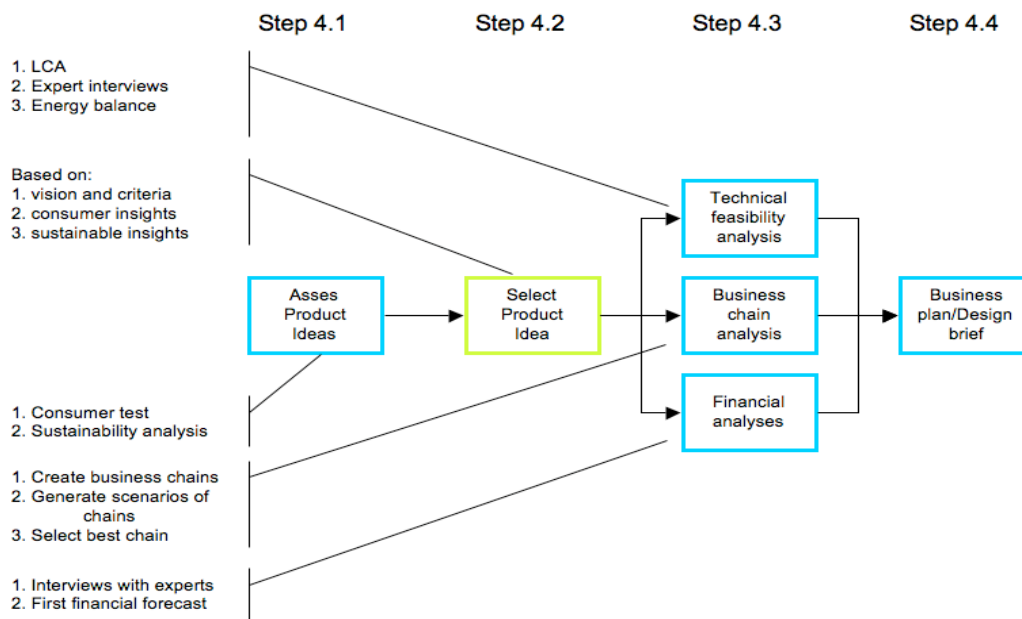 Step 4.1
Step 4.2
Step 4.3
Step 4.4
1. LCA
2. Expert interviews
3. Energy balance
Based on:
1. vision and criteria
2. consumer insights
3. sustainable insights
Technical
feasibility
analysis
Asses
Product
Ideas
Select
Product
Idea
Business
chain
analysis
Business
plan/Design
brief
Financial
analyses
1. Consumer test
2. Sustainability analysis
1. Create business chains
2. Generate scenarios of
chains
3. Select best chain
1. Interviews with experts
2. First financial forecast